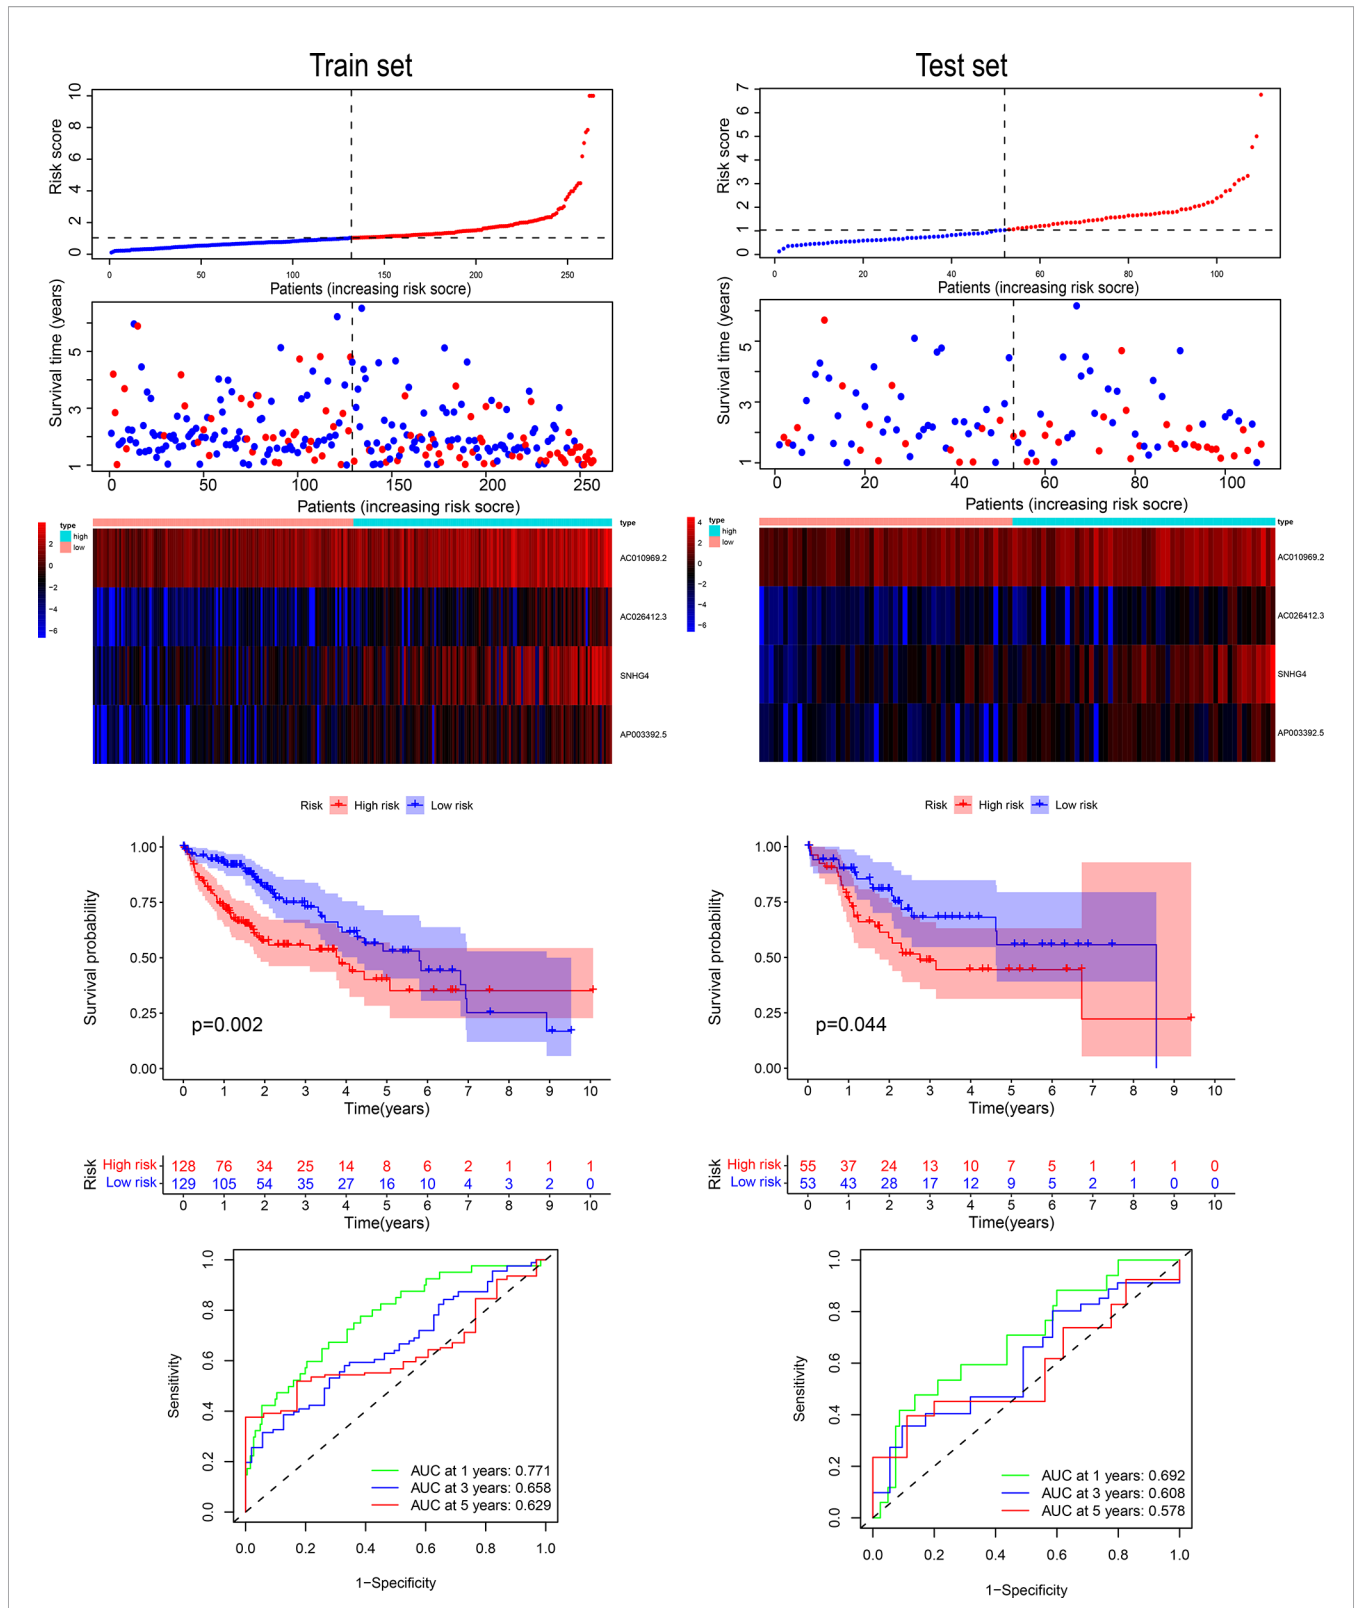 Train set
Test set
Risk score
10
8
6
4
2
0
0 50 100 150 200 250
Patients (increasing risk socre)
Risk score
7
6
5
4
3
2
1
0
0 20 40 60 80 100
Patients (increasing risk socre)
Survival time (years)
5
3
1
0 50 100 150 200 250
Patients (increasing risk socre)
Survival time (years)
5
3
1
0 20 40 60 80 100
Patients (increasing risk socre)
2
0
−2
−4
−6
type
high
low
type
AC010969.2
AC026412.3
SNHG4
AP003392.5
4
2
0
−2
−4
−6
type
high
low
type
AC010969.2
AC026412.3
SNHG4
AP003392.5
Risk High risk Low risk
Survival probability
1.00
0.75
0.50
0.25
0.00
p=0.002
0 1 2 3 4 5 6 7 8 9 10
Time(years)
Risk High risk Low risk
Survival probability
1.00
0.75
0.50
0.25
0.00
p=0.044
0 1 2 3 4 5 6 7 8 9 10
Time(years)
Risk
High risk 128 76 34 25 14 8 6 2 1 1 1
Low risk 129 105 54 35 27 16 10 4 3 2 0
0 1 2 3 4 5 6 7 8 9 10
Time(years)
Risk
High risk 55 37 24 13 10 7 5 1 1 1 0
Low risk 53 43 28 17 12 9 5 2 1 0 0
0 1 2 3 4 5 6 7 8 9 10
Time(years)
Sensitivity
1.0
0.8
0.6
0.4
0.2
0.0
AUC at 1 years: 0.771
AUC at 3 years: 0.658
AUC at 5 years: 0.629
0.0 0.2 0.4 0.6 0.8 1.0
1−Specificity
Sensitivity
1.0
0.8
0.6
0.4
0.2
0.0
AUC at 1 years: 0.692
AUC at 3 years: 0.608
AUC at 5 years: 0.578
0.0 0.2 0.4 0.6 0.8 1.0
1−Specificity